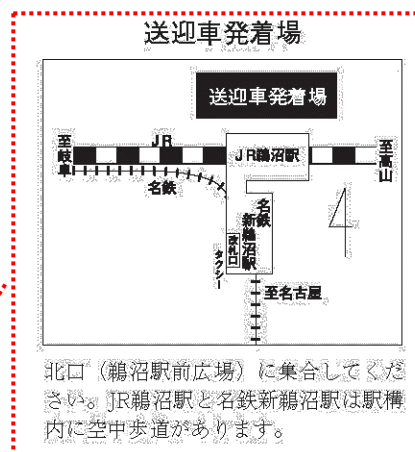 送迎車発着場
送迎車発着場
至岐阜
JR
JR鵜沼駅
至高山
名鉄
名鉄
新鵜沼駅
改札口
タクシー
至名古屋
北口（鵜沼駅前広場）に集合してくだ
さい。JR鵜沼駅と名鉄新鵜沼駅は駅構
内に空中歩道があります。